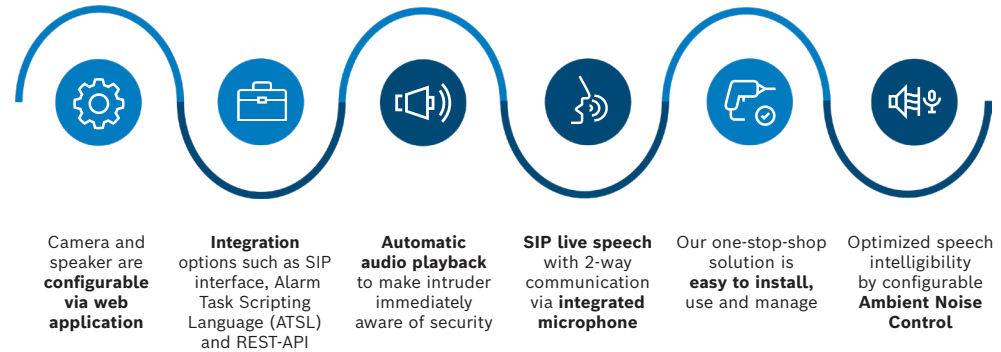 Camera and
speaker are
configurable
via web
application
Integration
options such as SIP
interface, Alarm
Task Scripting
Language (ATSL)
and REST-API
Automatic
audio playback
to make intruder
immediately
aware of security
SIP live speech
with 2-way
communication
via integrated
microphone
Our one-stop-shop
solution is
easy to install,
use and manage
Optimized speech
intelligibility
by configurable
Ambient Noise
Control